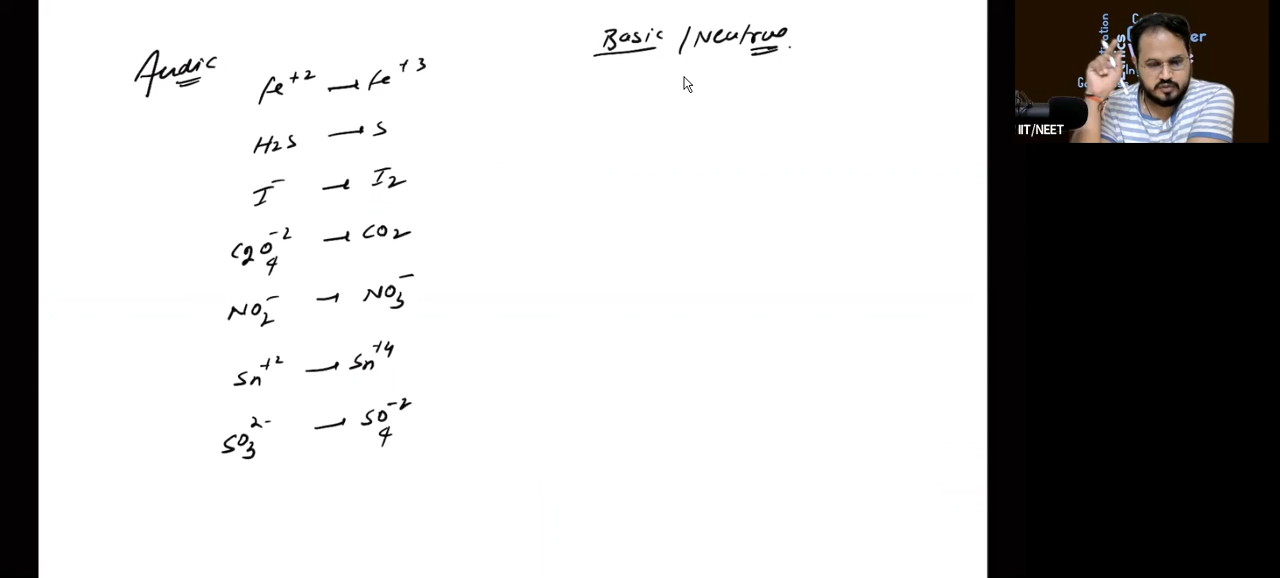 Acidic
Fe+2 → Fe+3
H2S → S
I- → I2
C2O4-2 → CO2
NO2- → NO3-
Sn+2 → Sn+4
SO32- → SO4-2
Basic / Neutral.
IIT/NEET